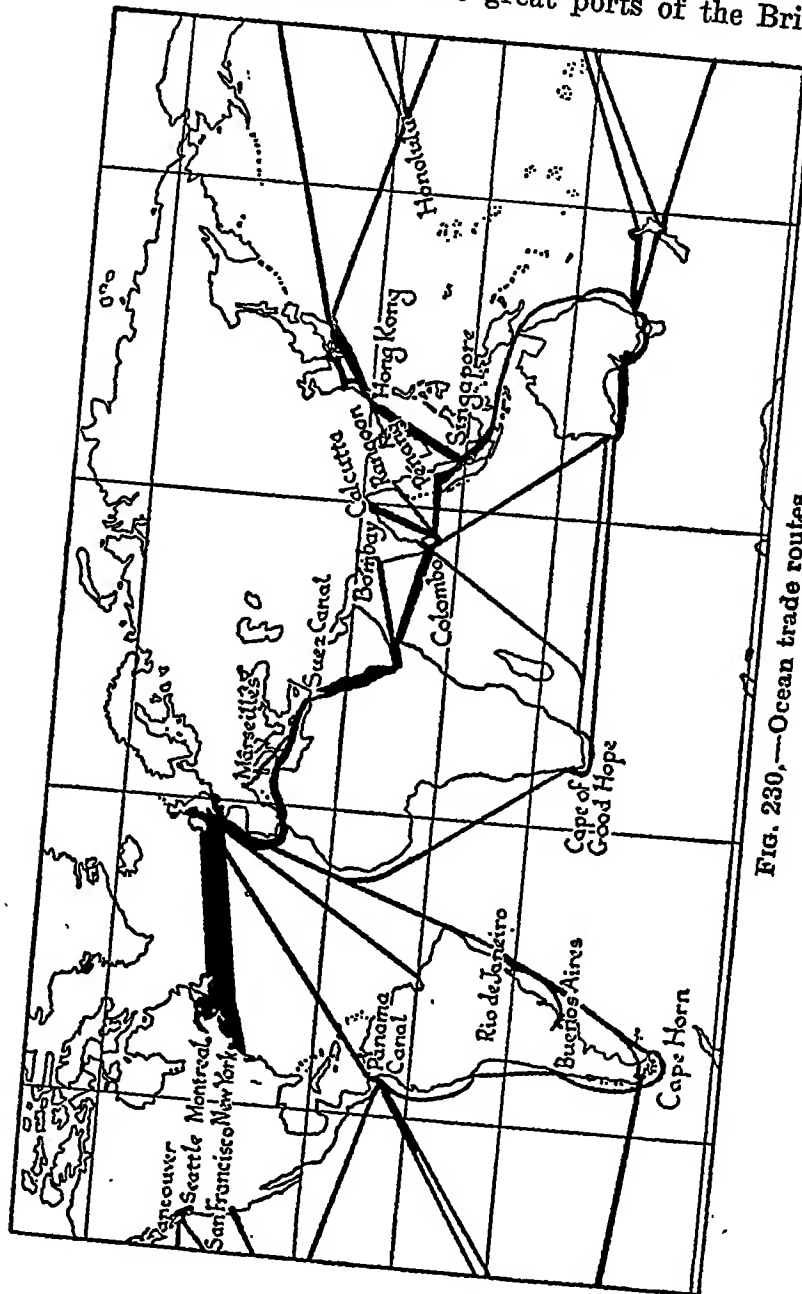 great ports of the Bri
Honolulu
Hong Kong
Calcutta
Rangoon
Penang
Singapore
Bombay
Colombo
Suez Canal
Marseilles
Cape of
Good Hope
Rio de Janeiro
Buenos Aires
Panama
Canal
Cape Horn
Vancouver
Seattle Montreal
San Francisco New York
FIG. 230,—Ocean trade routes